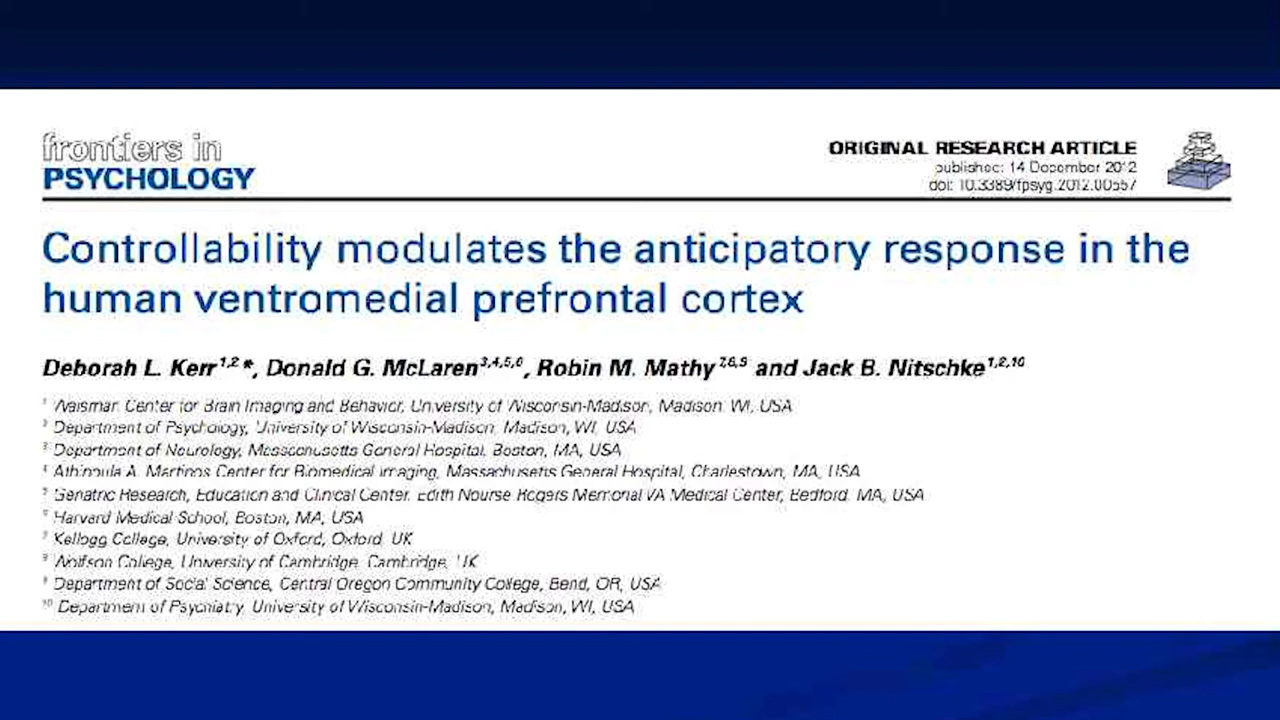 frontiers in
PSYCHOLOGY
ORIGINAL RESEARCH ARTICLE
published: 14 December 2012
doi: 10.3389/fpsyg.2012.00557
Controllability modulates the anticipatory response in the
human ventromedial prefrontal cortex
Deborah L. Kerr1,2*, Donald G. McLaren3,4,5,6, Robin M. Mathy7,8,9 and Jack B. Nitschke1,2,10
1 Waisman Center for Brain Imaging and Behavior, University of Wisconsin-Madison, Madison, WI, USA
2 Department of Psychology, University of Wisconsin-Madison, Madison, WI, USA
3 Department of Neurology, Massachusetts General Hospital, Boston, MA, USA
4 Athinoula A. Martinos Center for Biomedical Imaging, Massachusetts General Hospital, Charlestown, MA, USA
5 Geriatric Research, Education and Clinical Center, Edith Nourse Rogers Memorial VA Medical Center, Bedford, MA, USA
6 Harvard Medical School, Boston, MA, USA
7 Kellogg College, University of Oxford, Oxford, UK
8 Wolfson College, University of Cambridge, Cambridge, UK
9 Department of Social Science, Central Oregon Community College, Bend, OR, USA
10 Department of Psychiatry, University of Wisconsin-Madison, Madison, WI, USA